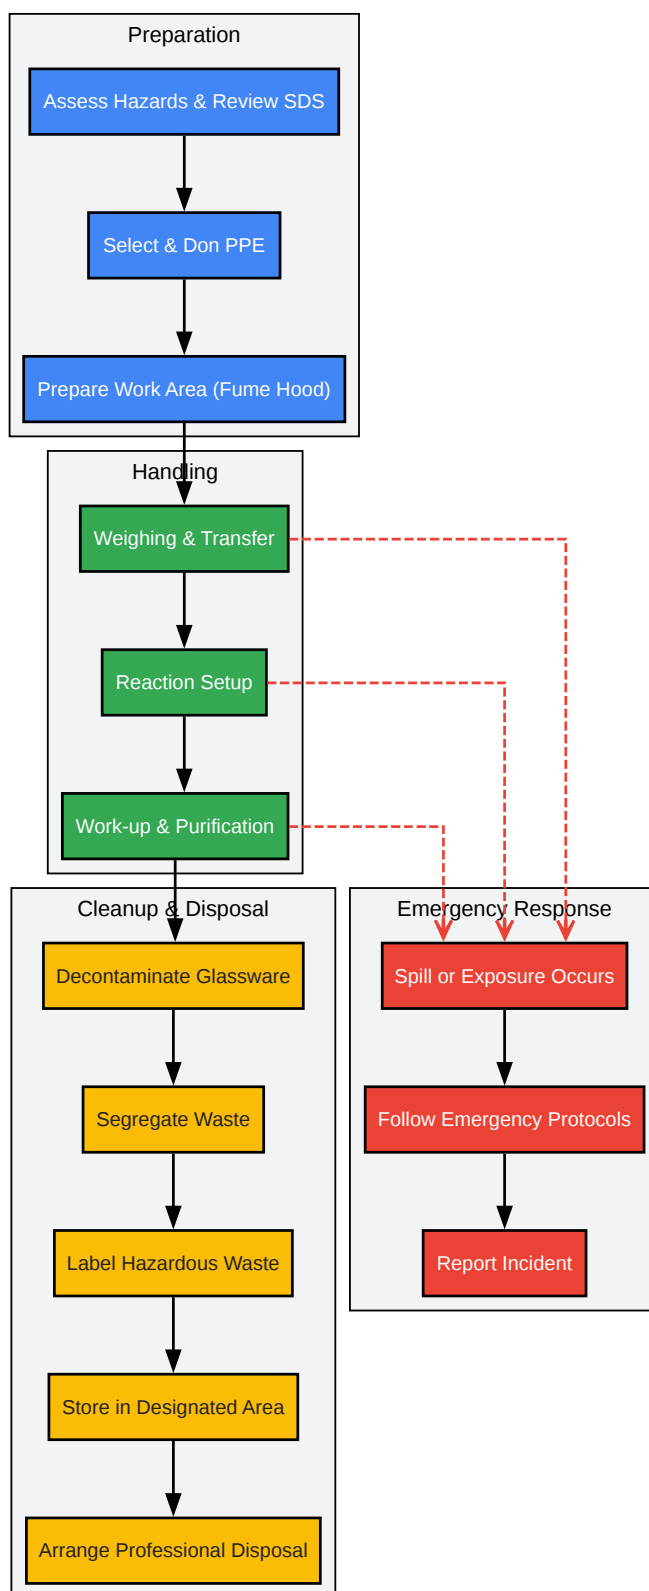 Preparation
Assess Hazards & Review SDS
Select & Don PPE
Prepare Work Area (Fume Hood)
Handling
Weighing & Transfer
Reaction Setup
Work-up & Purification
Cleanup & Disposal
Decontaminate Glassware
Segregate Waste
Label Hazardous Waste
Store in Designated Area
Arrange Professional Disposal
Emergency Response
Spill or Exposure Occurs
Follow Emergency Protocols
Report Incident